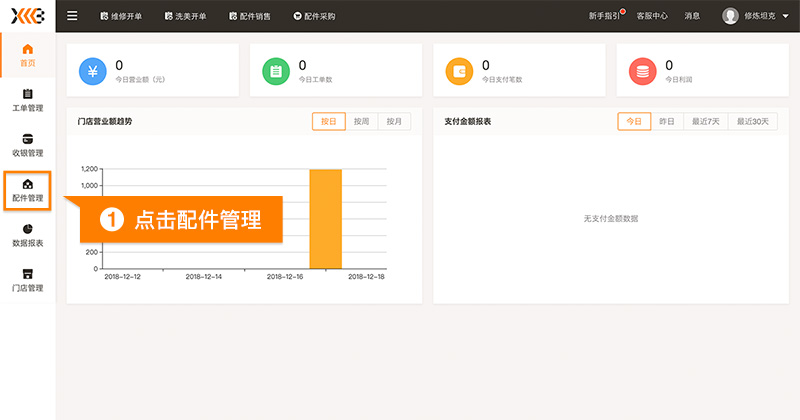 维修开单
洗美开单
配件销售
配件采购
新手指引
客服中心
消息
修炼坦克
首页
工单管理
收银管理
配件管理
数据报表
门店管理
0
今日营业额（元）
0
今日工单数
0
今日支付笔数
0
今日利润
门店营业额趋势
按日
按周
按月
支付金额报表
今日
昨日
最近7天
最近30天
1,200
1,000
200
0
2018-12-12
2018-12-14
2018-12-16
2018-12-18
1 点击配件管理
无支付金额数据